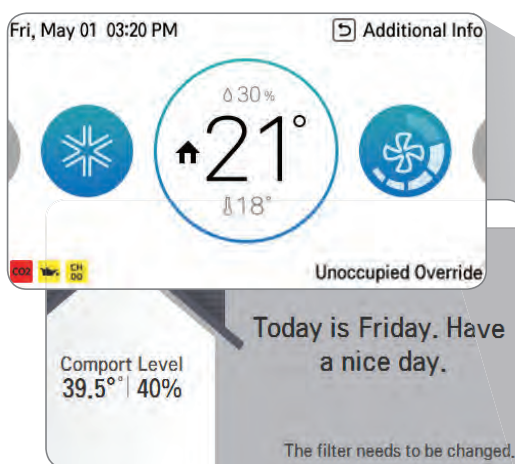 Fri, May 01 03:20 PM
Additional Info
30%
21°
18°
CO2
CH
DO
Unoccupied Override
Today is Friday. Have
a nice day.
Comport Level
39.5°° 40%
The filter needs to be changed.